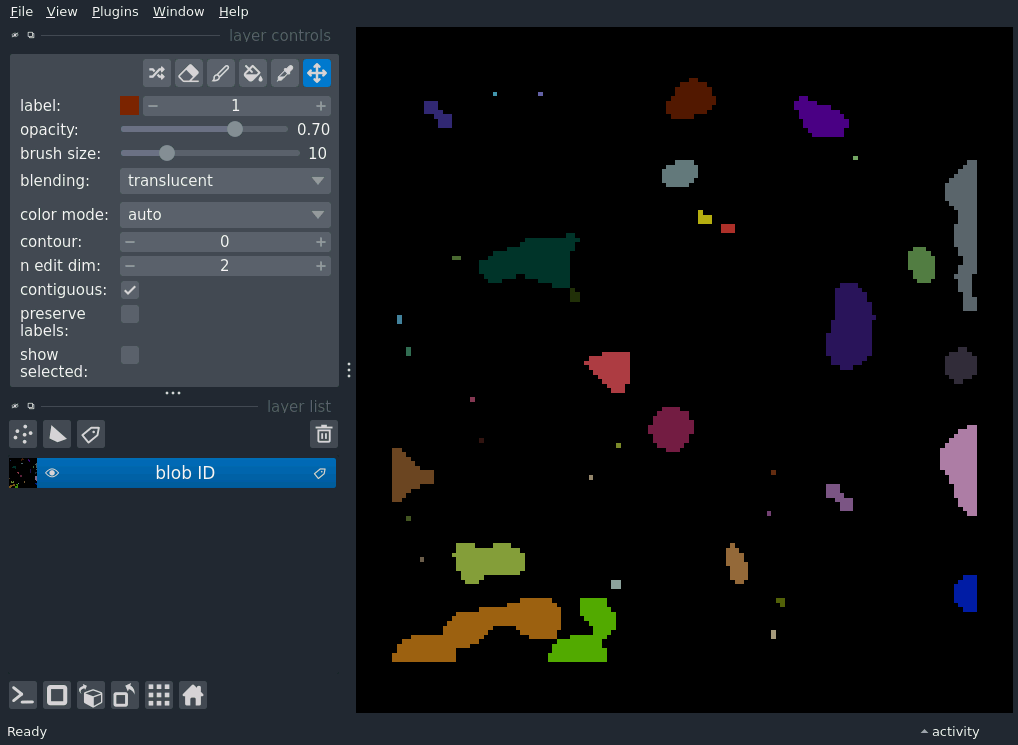 File View Plugins Window Help
layer controls
label: 1
opacity: 0.70
brush size: 10
blending: translucent
color mode: auto
contour: 0
n edit dim: 2
contiguous:
preserve
labels:
show
selected:
layer list
blob ID
Ready
activity